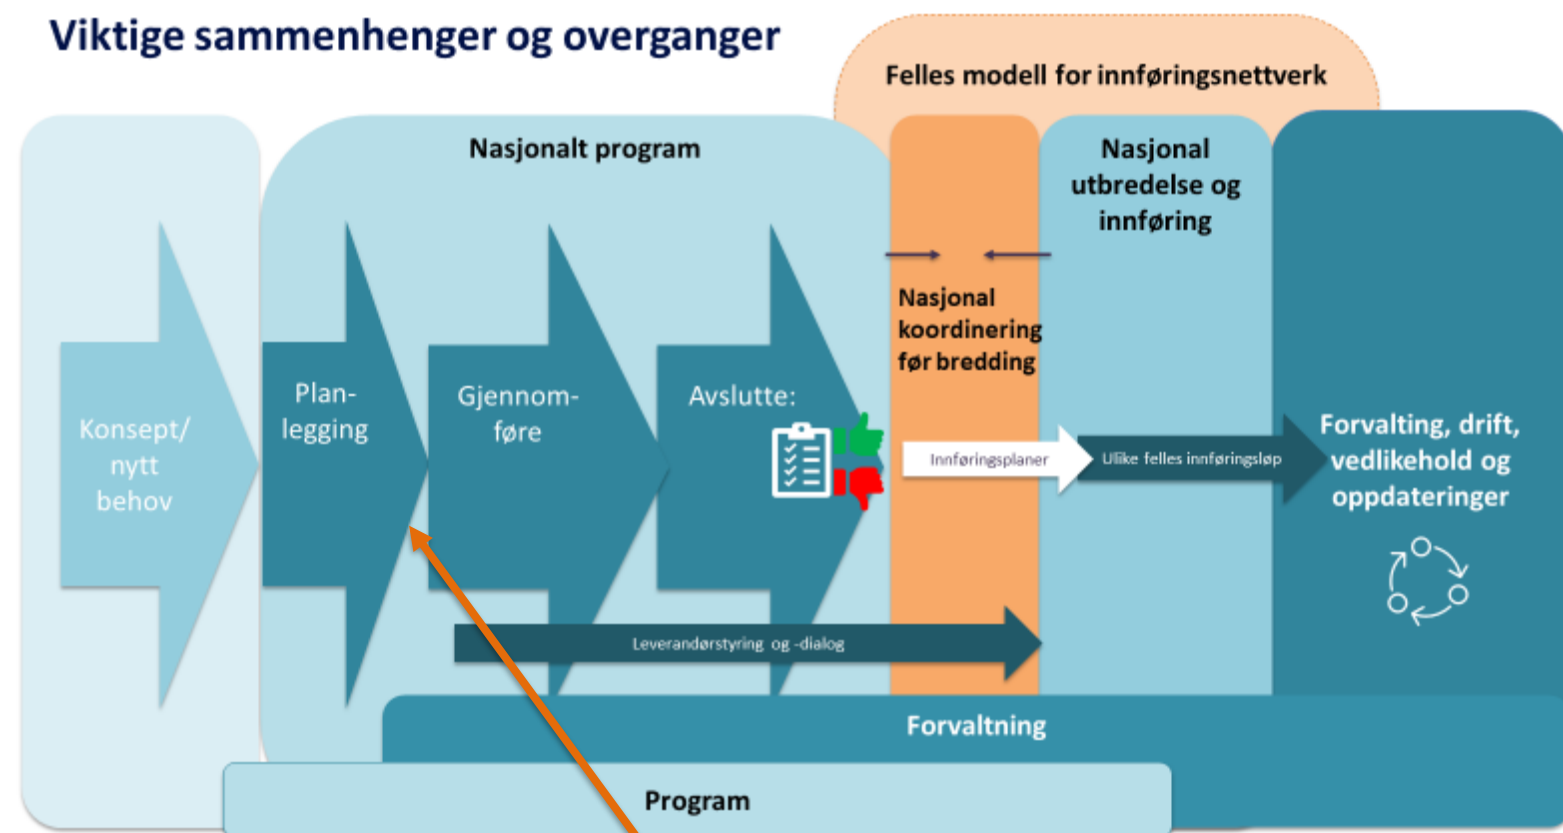 Viktige sammenhenger og overganger
Felles modell for innføringsnettverk
Nasjonalt program
Nasjonal
utbredelse og
innføring
Nasjonal
koordinering
før bredding
Konsept/
nytt
behov
Plan-
legging
Gjennom-
føre
Avslutte:
Innføringsplaner
Ulike felles innføringsløp
Forvalting, drift,
vedlikehold og
oppdateringer
Leverandørstyring og -dialog
Forvaltning
Program